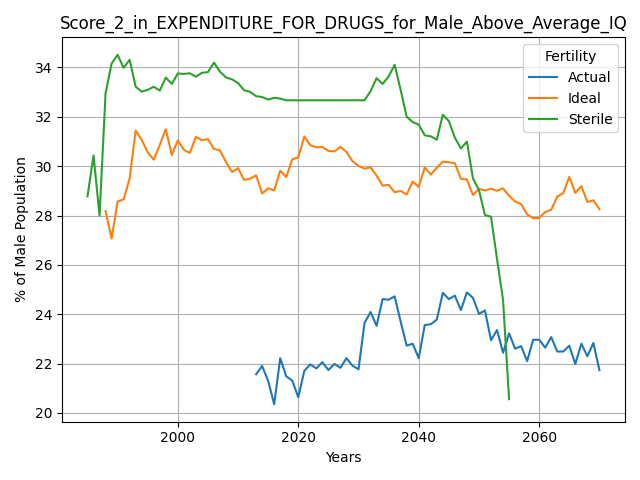 Score_2_in_EXPENDITURE_FOR_DRUGS_for_Male_Above_Average_IQ
Fertility
Actual
Ideal
Sterile
% of Male Population
34
32
30
28
26
24
22
20
2000
2020
2040
2060
Years